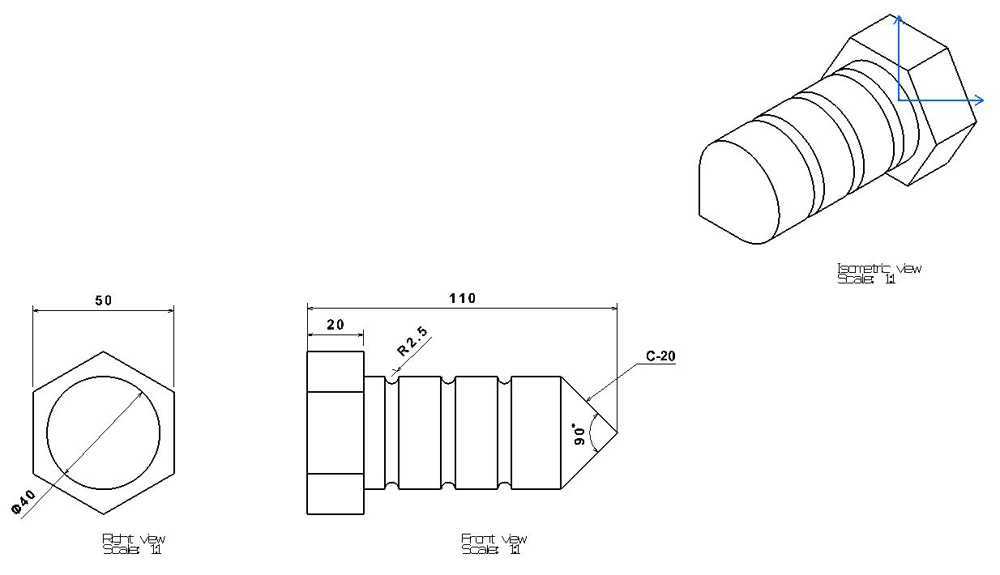 Isometric view
Scale: 1:1
50
Φ40
Right view
Scale: 1:1
110
20
R2.5
C-20
90°
Front view
Scale: 1:1